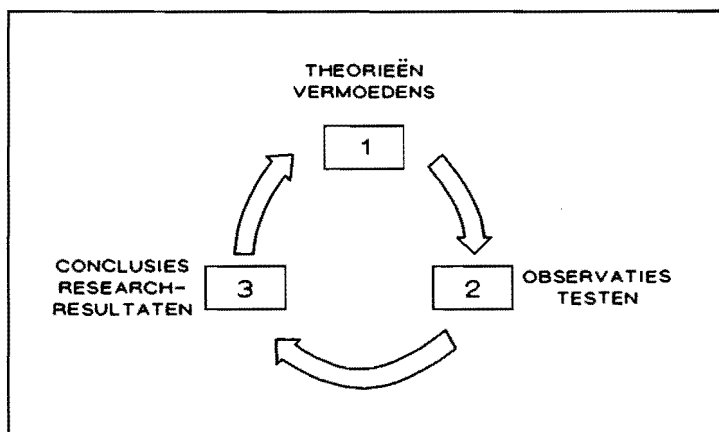 THEORIEËN
VERMOEDENS
1
2
OBSERVATIES
TESTEN
3
CONCLUSIES
RESEARCH-
RESULTATEN